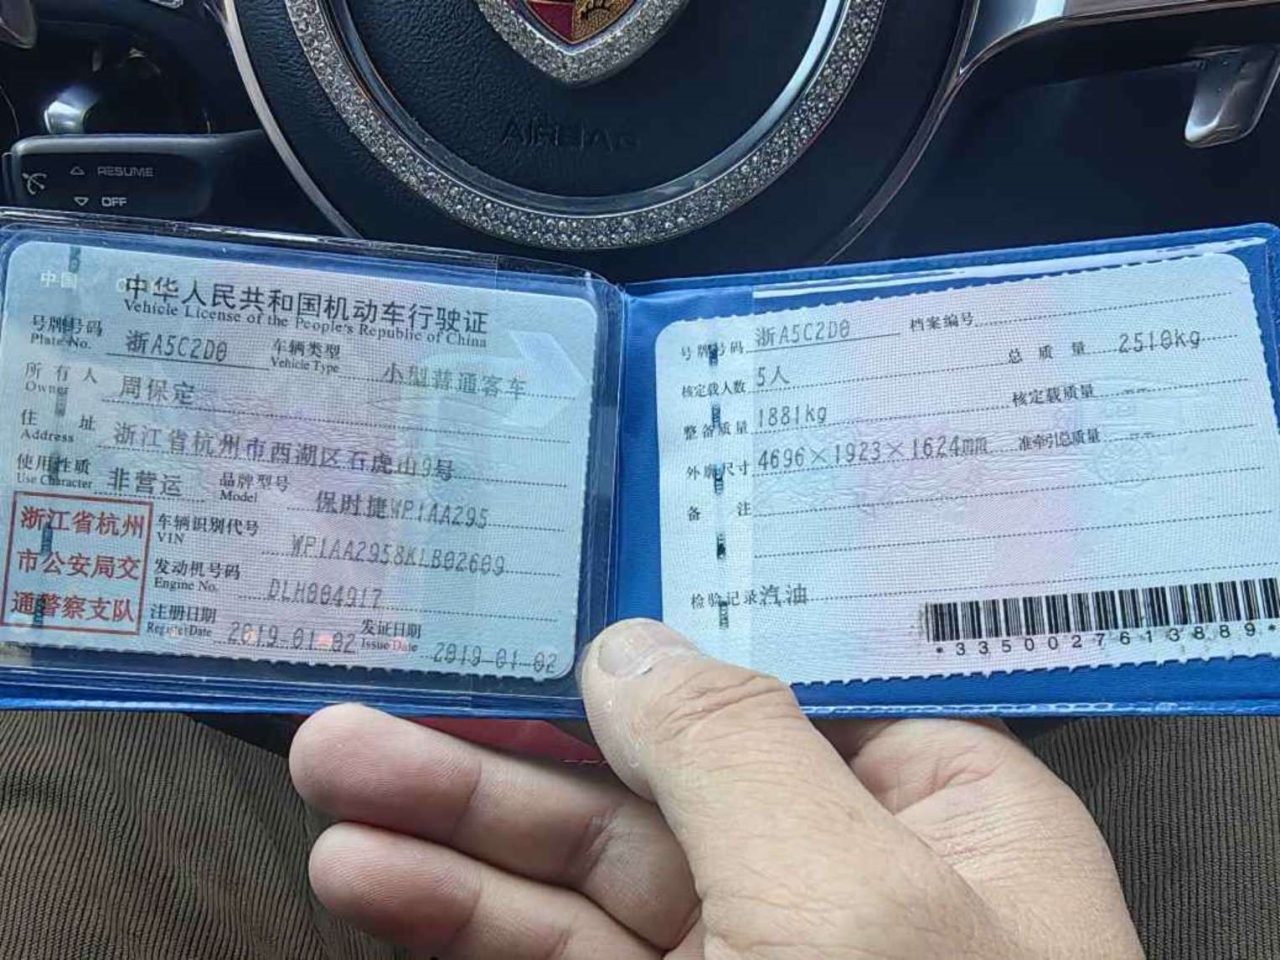 AIRBAG
RESUME
OFF
中国
中华人民共和国机动车行驶证
Vehicle License of the People's Republic of China
号牌号码 浙A5C2D0 车辆类型 小型普通客车
Plate No. Vehicle Type
所有人 周保定
Owner
住址 浙江省杭州市西湖区石虎山9号
Address
使用性质 非营运 品牌型号 保时捷WP1AA295
Use Character Model
浙江省杭州
市公安局交
通警察支队
车辆识别代号 WP1AA2958KLB02609
VIN
发动机号码 DLH004917
Engine No.
注册日期 2019-01-02 发证日期 2019-01-02
Register Date Issue Date
号牌号码 浙A5C2D0 档案编号
核定载人数 5人 总质量 2510kg
整备质量 1881kg 核定载质量
外廓尺寸 4696×1923×1624mm 准牵引总质量
备注
检验记录 汽油
*3350027613889*